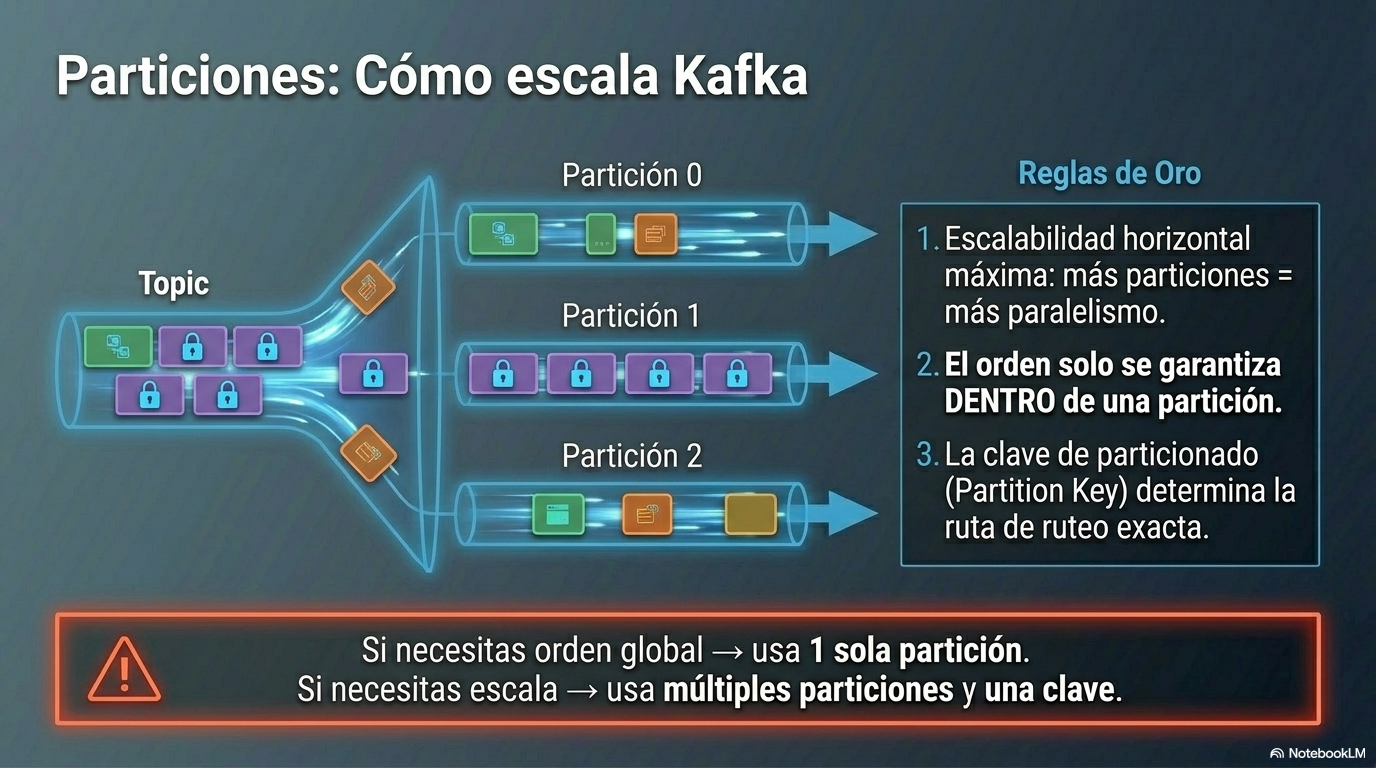 Particiones: Cómo escala Kafka
Topic
Partición 0
Partición 1
Partición 2
Reglas de Oro
1. Escalabilidad horizontal
máxima: más particiones =
más paralelismo.
2. El orden solo se garantiza
DENTRO de una partición.
3. La clave de particionado
(Partition Key) determina la
ruta de ruteo exacta.
Si necesitas orden global → usa 1 sola partición.
Si necesitas escala → usa múltiples particiones y una clave.
NotebookLM